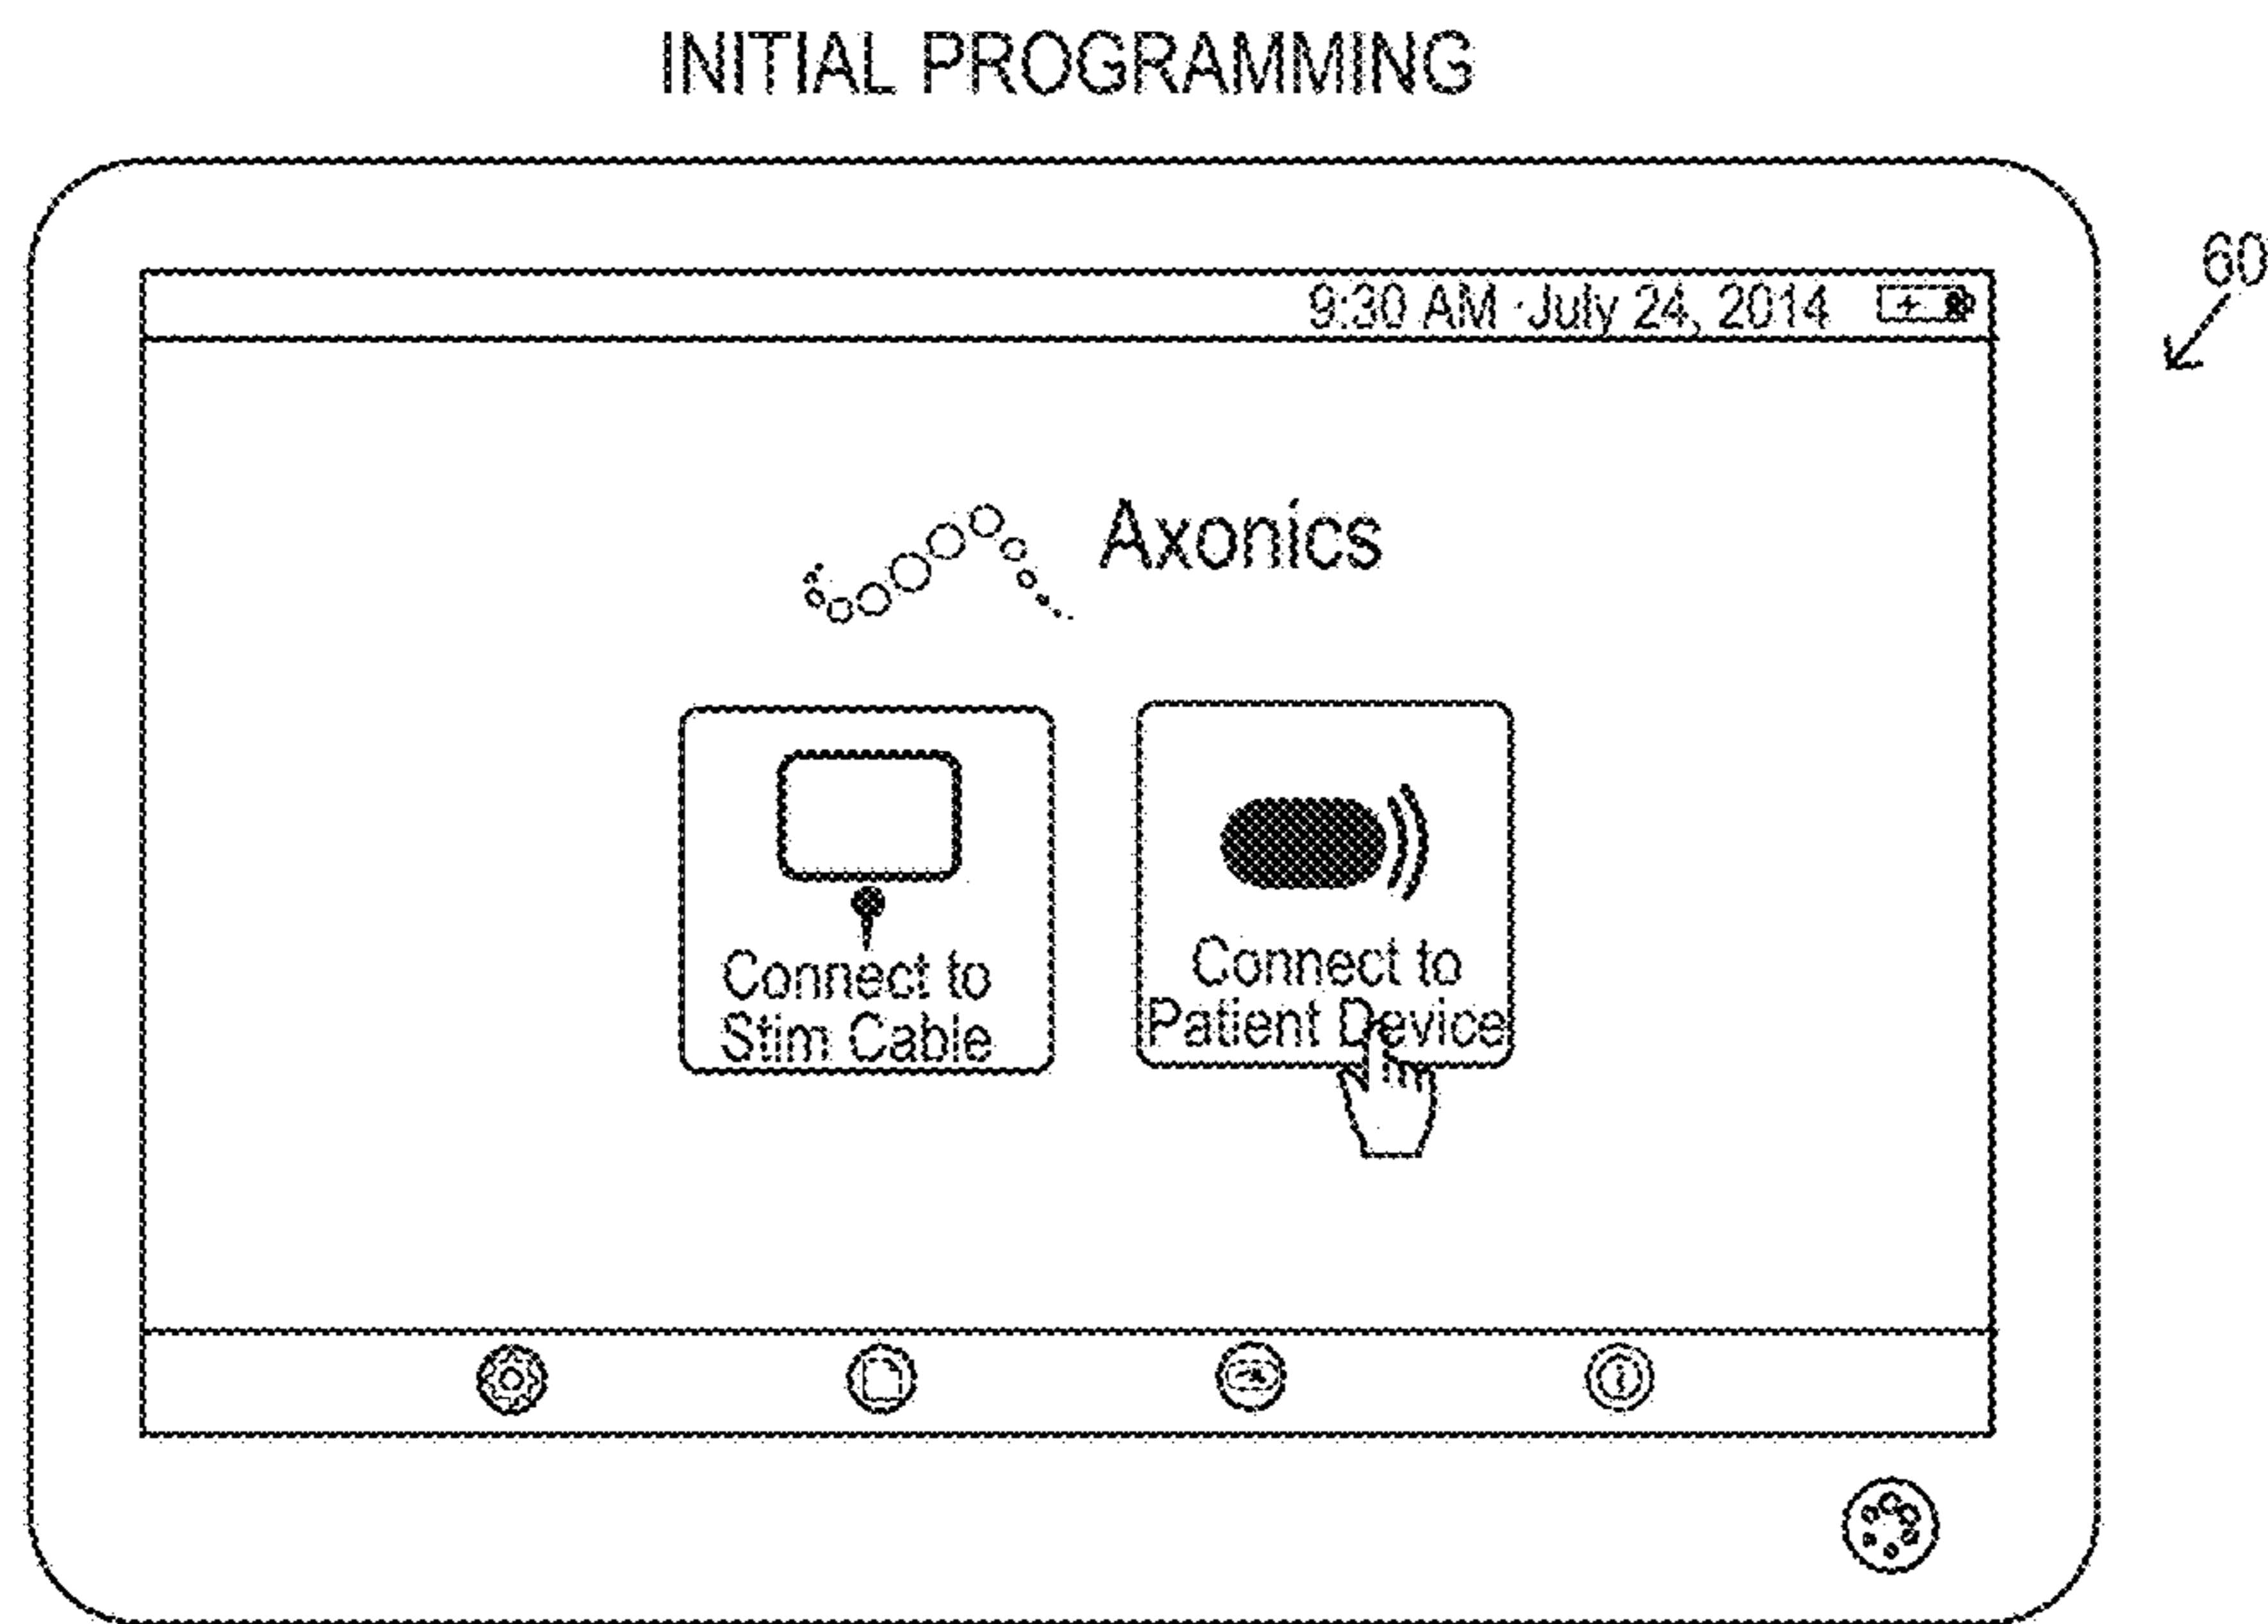 INITIAL PROGRAMMING
60
9:30 AM July 24, 2014
Axonics
Connect to
Stim Cable
Connect to
Patient Device